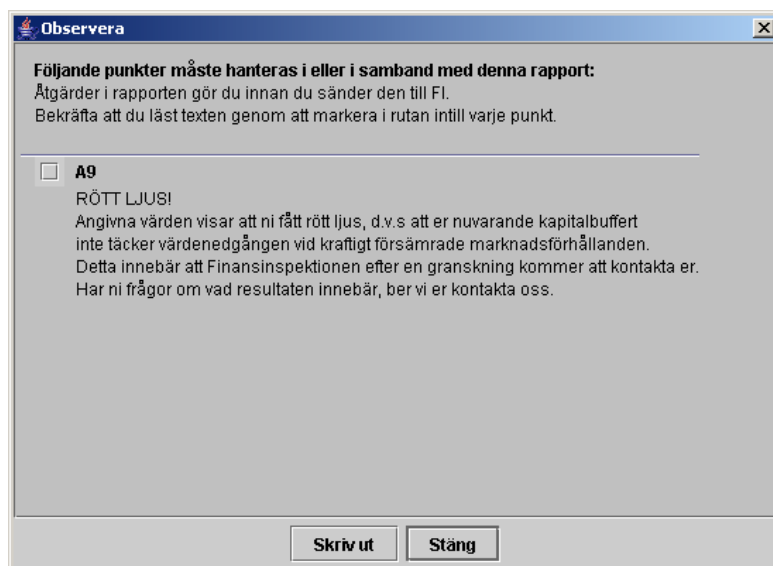 Observera
Följande punkter måste hanteras i eller i samband med denna rapport:
Åtgärder i rapporten gör du innan du sänder den till FI.
Bekräfta att du läst texten genom att markera i rutan intill varje punkt.
A9
RÖTT LJUS!
Angivna värden visar att ni fått rött ljus, d.v.s att er nuvarande kapitalbuffert
inte täcker värdenedgången vid kraftigt försämrade marknadsförhållanden.
Detta innebär att Finansinspektionen efter en granskning kommer att kontakta er.
Har ni frågor om vad resultaten innebär, ber vi er kontakta oss.
Skriv ut
Stäng